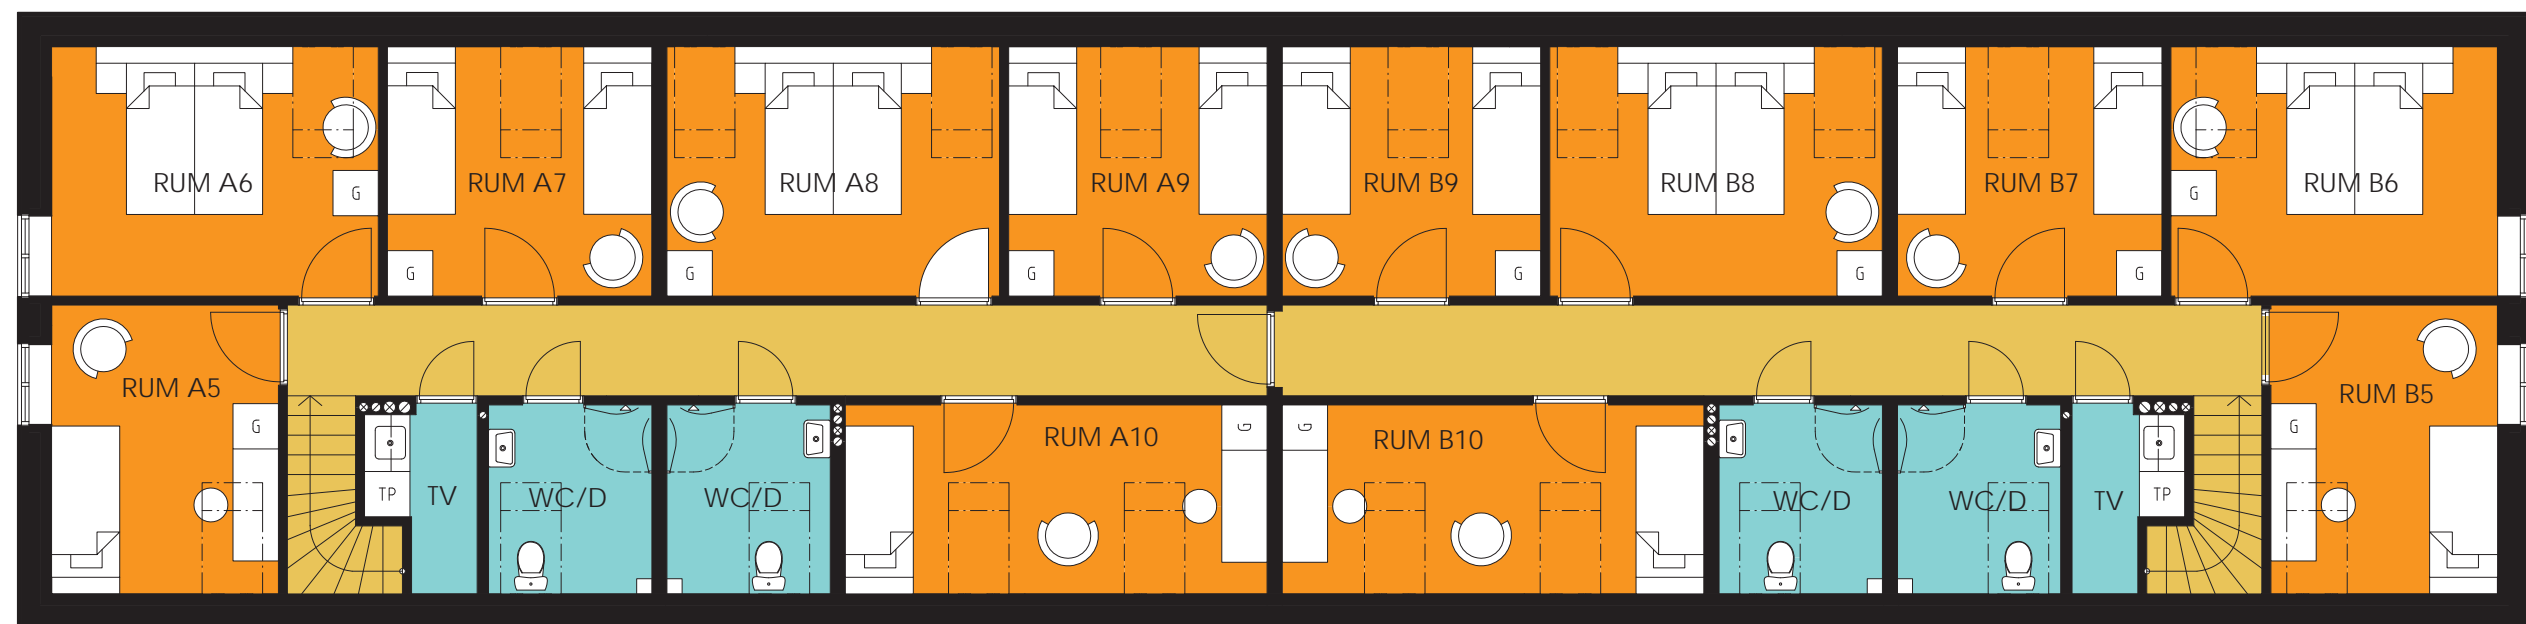 RUM A6
RUM A7
RUM A8
RUM A9
RUM B9
RUM B8
RUM B7
RUM B6
G
G
G
G
G
G
G
G
RUM A5
G
TP
TV
WC/D
WC/D
RUM A10
G
G
RUM B10
WC/D
WC/D
TV
TP
G
RUM B5